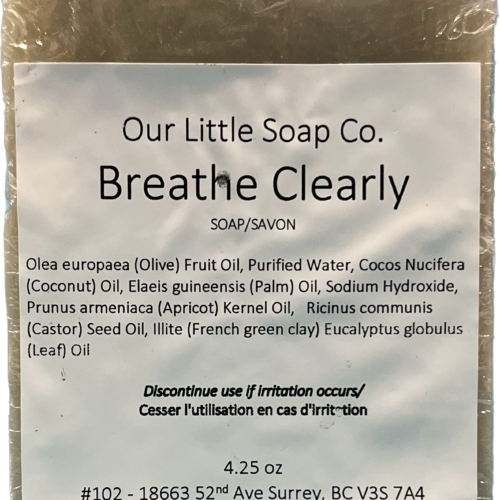 Our Little Soap Co.
Breathe Clearly
SOAP/SAVON
Olea europaea (Olive) Fruit Oil, Purified Water, Cocos Nucifera
(Coconut) Oil, Elaeis guineensis (Palm) Oil, Sodium Hydroxide,
Prunus armeniaca (Apricot) Kernel Oil, Ricinus communis
(Castor) Seed Oil, Illite (French green clay) Eucalyptus globulus
(Leaf) Oil
Discontinue use if irritation occurs/
Cesser l'utilisation en cas d'irritation
4.25 oz
#102 - 18663 52nd Ave Surrey, BC V3S 7A4